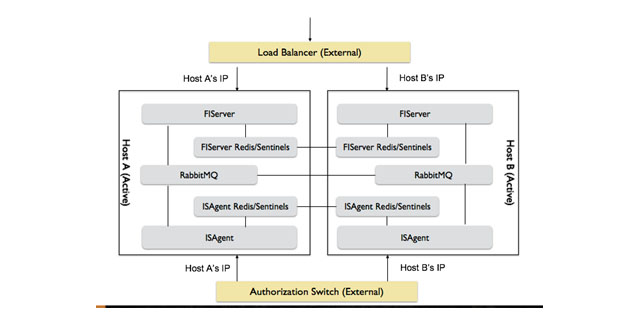 Load Balancer (External)
Host A's IP
Host B's IP
Host A (Active)
FIServer
FIServer Redis/Sentinels
RabbitMQ
ISAgent Redis/Sentinels
ISAgent
FIServer
FIServer Redis/Sentinels
RabbitMQ
ISAgent Redis/Sentinels
ISAgent
Host B (Active)
Host A's IP
Host B's IP
Authorization Switch (External)